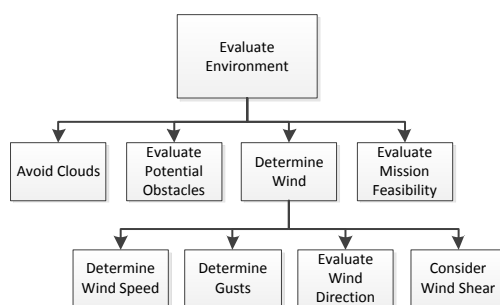 Evaluate
Environment
Avoid Clouds
Evaluate
Potential
Obstacles
Determine
Wind
Evaluate
Mission
Feasibility
Determine
Wind Speed
Determine
Gusts
Evaluate
Wind
Direction
Consider
Wind Shear